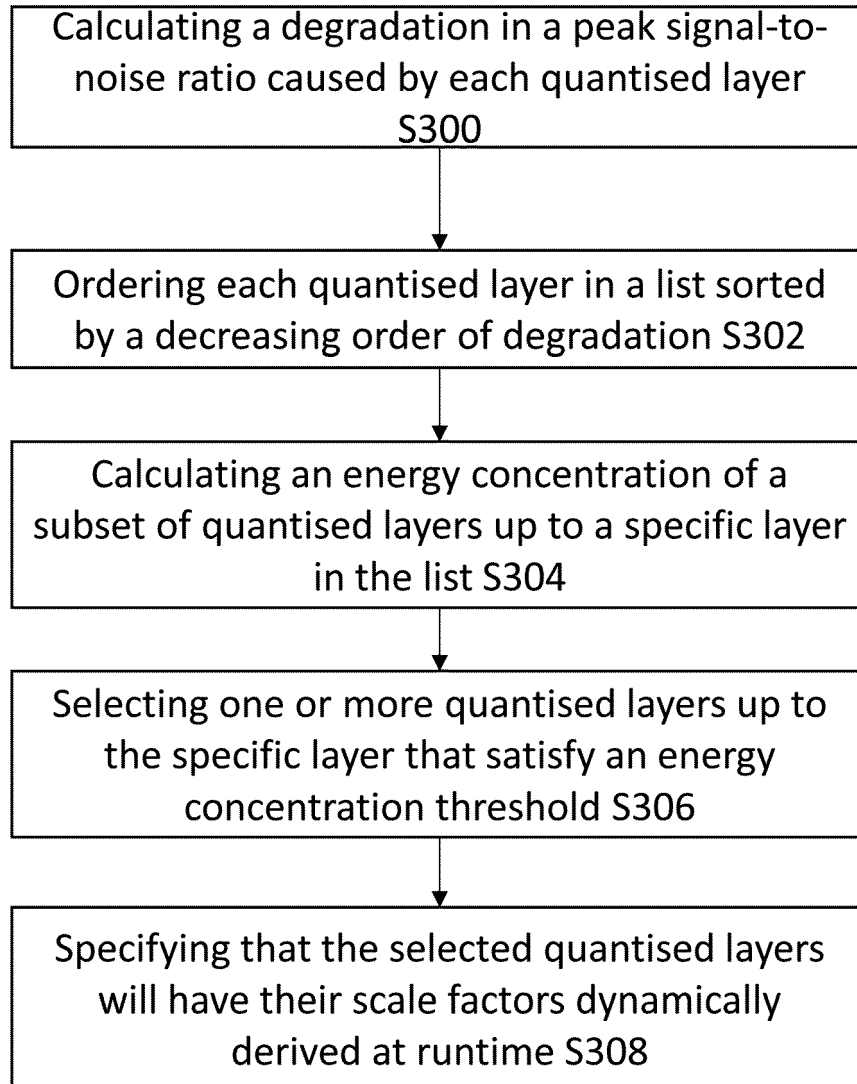 Calculating a degradation in a peak signal-to-
noise ratio caused by each quantised layer
S300
Ordering each quantised layer in a list sorted
by a decreasing order of degradation S302
Calculating an energy concentration of a
subset of quantised layers up to a specific layer
in the list S304
Selecting one or more quantised layers up to
the specific layer that satisfy an energy
concentration threshold S306
Specifying that the selected quantised layers
will have their scale factors dynamically
derived at runtime S308